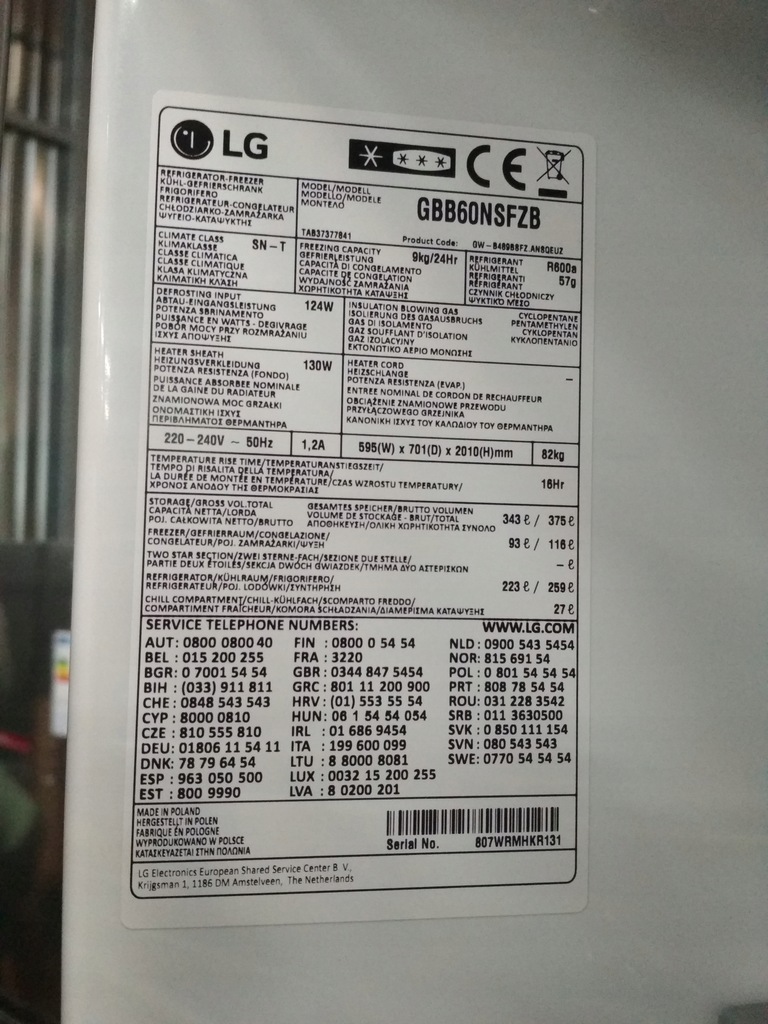 LG
CE
REFRIGERATOR-FREEZER
KÜHL-GEFRIERSCHRANK
FRIGORIFERO
REFRIGERATEUR-CONGELATEUR
CHŁODZIARKO-ZAMRAŻARKA
ΨΥΓΕΙΟ-ΚΑΤΑΨΥΚΤΗΣ
MODEL/MODELL
MODELLO/MODELE
ΜΟΝΤΕΛΟ
GBB60NSFZB
TAB37377841
Product Code: GW-B489BBFZ.ANBQEUZ
CLIMATE CLASS SN-T
KLIMAKLASSE
CLASSE CLIMATICA
CLASSE CLIMATIQUE
KLASA KLIMATYCZNA
ΚΛΙΜΑΤΙΚΗ ΚΛΑΣΗ
FREEZING CAPACITY 9kg/24Hr
GEFRIERLEISTUNG
CAPACITÀ DI CONGELAMENTO
CAPACITE DE CONGELATION
WYDAJNOŚĆ ZAMRAŻANIA
ΧΩΡΗΤΙΚΟΤΗΤΑ ΚΑΤΑΨΥΞΗΣ
REFRIGERANT R600a
KÜHLMITTEL 57g
REFRIGERANTI
RÉFRIGÉRANT
CZYNNIK CHŁODNICZY
ΨΥΚΤΙΚΟ ΜΕΣΟ
DEFROSTING INPUT 124W
ABTAU-EINGANGSLEISTUNG
POTENZA SBRINAMENTO
PUISSANCE EN WATTS - DEGIVRAGE
POBÓR MOCY PRZY ROZMRAŻANIU
ΙΣΧΥΣ ΑΠΟΨΥΞΗΣ
INSULATION BLOWING GAS
ISOLIERUNG DES GASAUSBRUCHS
GAS DI ISOLAMENTO
GAZ SOUFFLANT D'ISOLATION
GAZ IZOLACYJNY
ΕΚΤΟΝΩΤΙΚΟ ΑΕΡΙΟ ΜΟΝΩΣΗΣ
CYCLOPENTANE
PENTAMETHYLEN
CYKLOPENTAN
ΚΥΚΛΟΠΕΝΤΑΝΙΟ
HEATER SHEATH 130W
HEIZUNGSVERKLEIDUNG
POTENZA RESISTENZA (FONDO)
PUISSANCE ABSORBEE NOMINALE
DE LA GAINE DU RADIATEUR
ZNAMIONOWA MOC GRZAŁKI
ΟΝΟΜΑΣΤΙΚΗ ΙΣΧΥΣ
ΠΕΡΙΒΛΗΜΑΤΟΣ ΘΕΡΜΑΝΤΗΡΑ
HEATER CORD –
HEIZSCHLANGE
POTENZA RESISTENZA (EVAP.)
ENTREE NOMINAL DE CORDON DE RECHAUFFEUR
OBCIĄŻENIE ZNAMIONOWE PRZEWODU
PRZYŁĄCZOWEGO GRZEJNIKA
ΚΑΝΟΝΙΚΗ ΙΣΧΥΣ ΤΟΥ ΚΑΛΩΔΙΟΥ ΤΟΥ ΘΕΡΜΑΝΤΗΡΑ
220-240V ~ 50Hz 1,2A 595(W) x 701(D) x 2010(H)mm 82kg
TEMPERATURE RISE TIME/TEMPERATURANSTIEGSZEIT/
TEMPO DI RISALITA DELLA TEMPERATURA/
LA DURÉE DE MONTÉE EN TEMPÉRATURE/CZAS WZROSTU TEMPERATURY/
ΧΡΟΝΟΣ ΑΝΟΔΟΥ ΤΗΣ ΘΕΡΜΟΚΡΑΣΙΑΣ
16Hr
STORAGE/GROSS VOL.TOTAL GESAMTES SPEICHER/BRUTTO VOLUMEN
CAPACITÀ NETTA/LORDA VOLUME DE STOCKAGE - BRUT/TOTAL
POJ. CAŁKOWITA NETTO/BRUTTO ΑΠΟΘΗΚΕΥΣΗ/ΟΛΙΚΗ ΧΩΡΗΤΙΚΟΤΗΤΑ ΣΥΝΟΛΟ
343 ℓ / 375 ℓ
FREEZER/GEFRIERRAUM/CONGELAZIONE/
CONGELATEUR/POJ. ZAMRAŻARKI/ΨΥΞΗ
93 ℓ / 116 ℓ
TWO STAR SECTION/ZWEI STERNE-FACH/SEZIONE DUE STELLE/
PARTIE DEUX ÉTOILES/SEKCJA DWÓCH GWIAZDEK/ΤΜΗΜΑ ΔΥΟ ΑΣΤΕΡΙΣΚΩΝ
– ℓ
REFRIGERATOR/KÜHLRAUM/FRIGORIFERO/
REFRIGERATEUR/POJ. LODÓWKI/ΣΥΝΤΗΡΗΣΗ
223 ℓ / 259 ℓ
CHILL COMPARTMENT/CHILL-KÜHLFACH/SCOMPARTO FREDDO/
COMPARTIMENT FRAÎCHEUR/KOMORA SCHŁADZANIA/ΔΙΑΜΕΡΙΣΜΑ ΚΑΤΑΨΥΞΗΣ
27 ℓ
SERVICE TELEPHONE NUMBERS: WWW.LG.COM
AUT: 0800 0800 40 FIN : 0800 0 54 54 NLD: 0900 543 5454
BEL : 015 200 255 FRA : 3220 NOR: 815 691 54
BGR: 0 7001 54 54 GBR: 0344 847 5454 POL : 0 801 54 54 54
BIH : (033) 911 811 GRC : 801 11 200 900 PRT : 808 78 54 54
CHE : 0848 543 543 HRV : (01) 553 55 54 ROU: 031 228 3542
CYP : 8000 0810 HUN: 06 1 54 54 054 SRB : 011 3630500
CZE : 810 555 810 IRL : 01 686 9454 SVK : 0 850 111 154
DEU: 01806 11 54 11 ITA : 199 600 099 SVN : 080 543 543
DNK: 78 79 64 54 LTU : 8 8000 8081 SWE: 0770 54 54 54
ESP : 963 050 500 LUX : 0032 15 200 255
EST : 800 9990 LVA : 8 0200 201
MADE IN POLAND
HERGESTELLT IN POLEN
FABRIQUE ÉN POLOGNE
WYPRODUKOWANO W POLSCE
ΚΑΤΑΣΚΕΥΑΖΕΤΑΙ ΣΤΗΝ ΠΟΛΩΝΙΑ
Serial No. 807WRMHKR131
LG Electronics European Shared Service Center B.V.,
Krijgsman 1, 1186 DM Amstelveen, The Netherlands